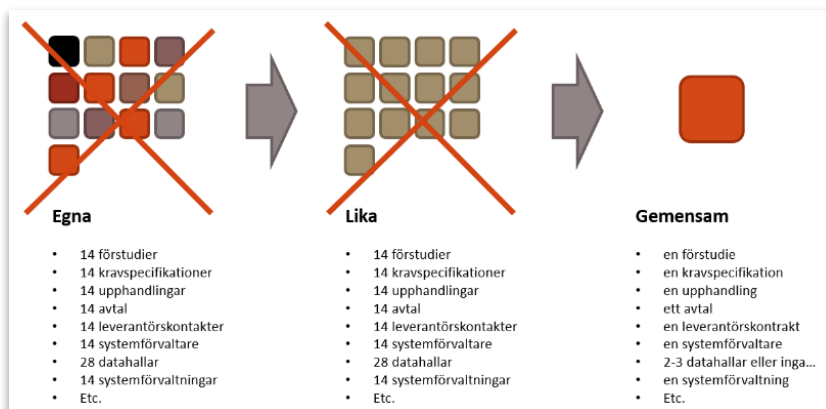 Egna
• 14 förstudier
• 14 kravspecifikationer
• 14 upphandlingar
• 14 avtal
• 14 leverantörskontakter
• 14 systemförvaltare
• 28 datahallar
• 14 systemförvaltningar
• Etc.
Lika
• 14 förstudier
• 14 kravspecifikationer
• 14 upphandlingar
• 14 avtal
• 14 leverantörskontakter
• 14 systemförvaltare
• 28 datahallar
• 14 systemförvaltningar
• Etc.
Gemensam
• en förstudie
• en kravspecifikation
• en upphandling
• ett avtal
• en leverantörskontrakt
• en systemförvaltare
• 2-3 datahallar eller inga...
• en systemförvaltning
• Etc.